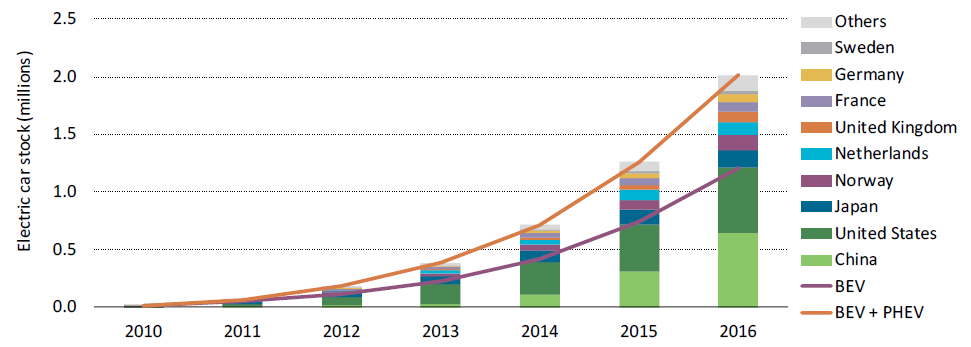 Electric car stock (millions)
2.5
2.0
1.5
1.0
0.5
0.0
2010 2011 2012 2013 2014 2015 2016
Others
Sweden
Germany
France
United Kingdom
Netherlands
Norway
Japan
United States
China
BEV
BEV + PHEV